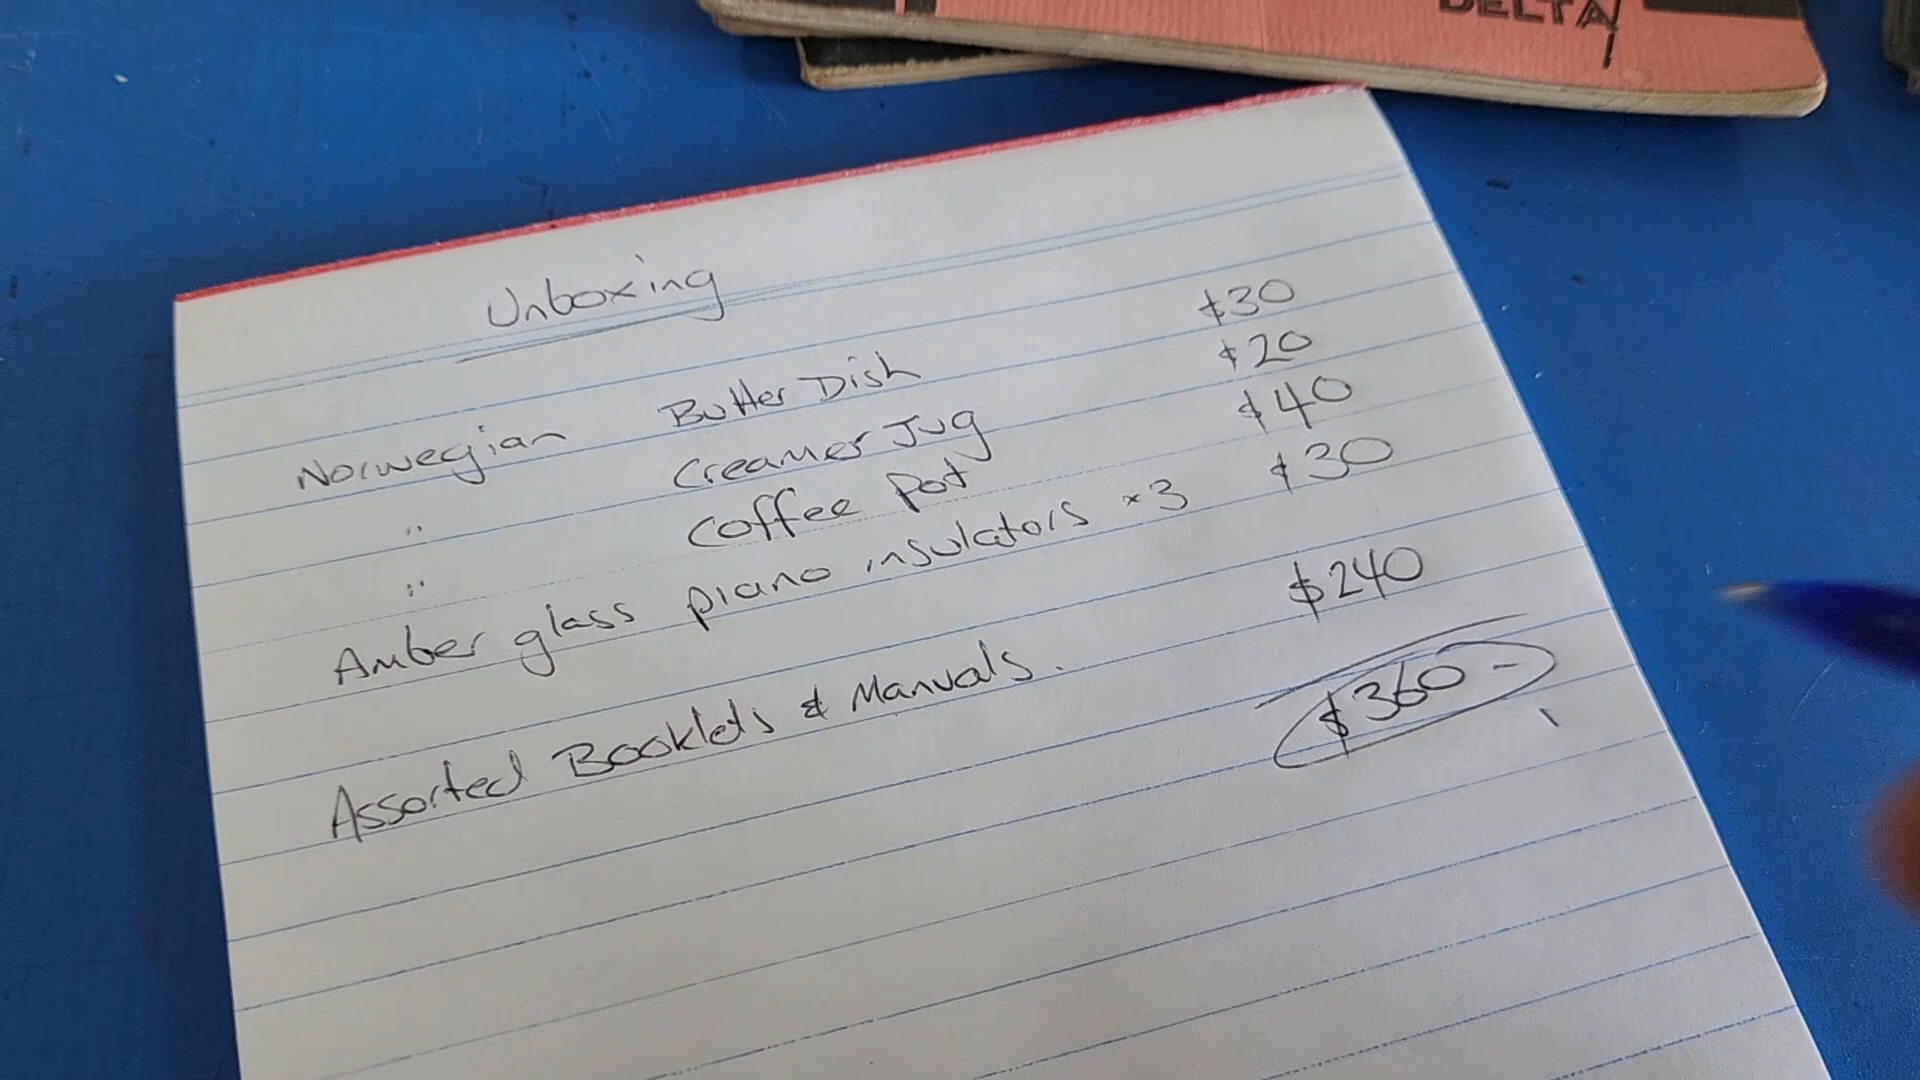 DELTA
Unboxing
Norwegian Butter Dish $30
" Creamer Jug $20
" Coffee Pot $40
Amber glass piano insulators x3 $30
Assorted Booklets & Manuals. $240
$360 -